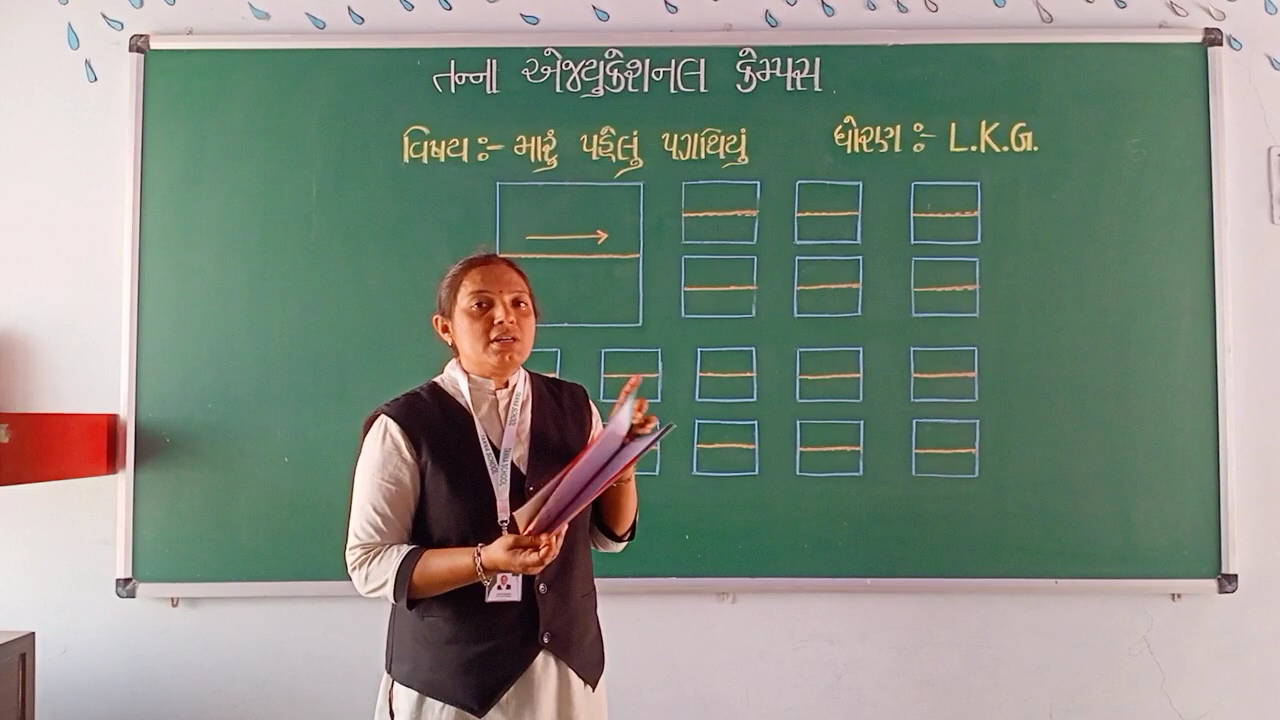 તન્ના એજ્યુકેશનલ કેમ્પસ
વિષય :- મારું પહેલું પગથિયું
ધોરણ :- L.K.G.